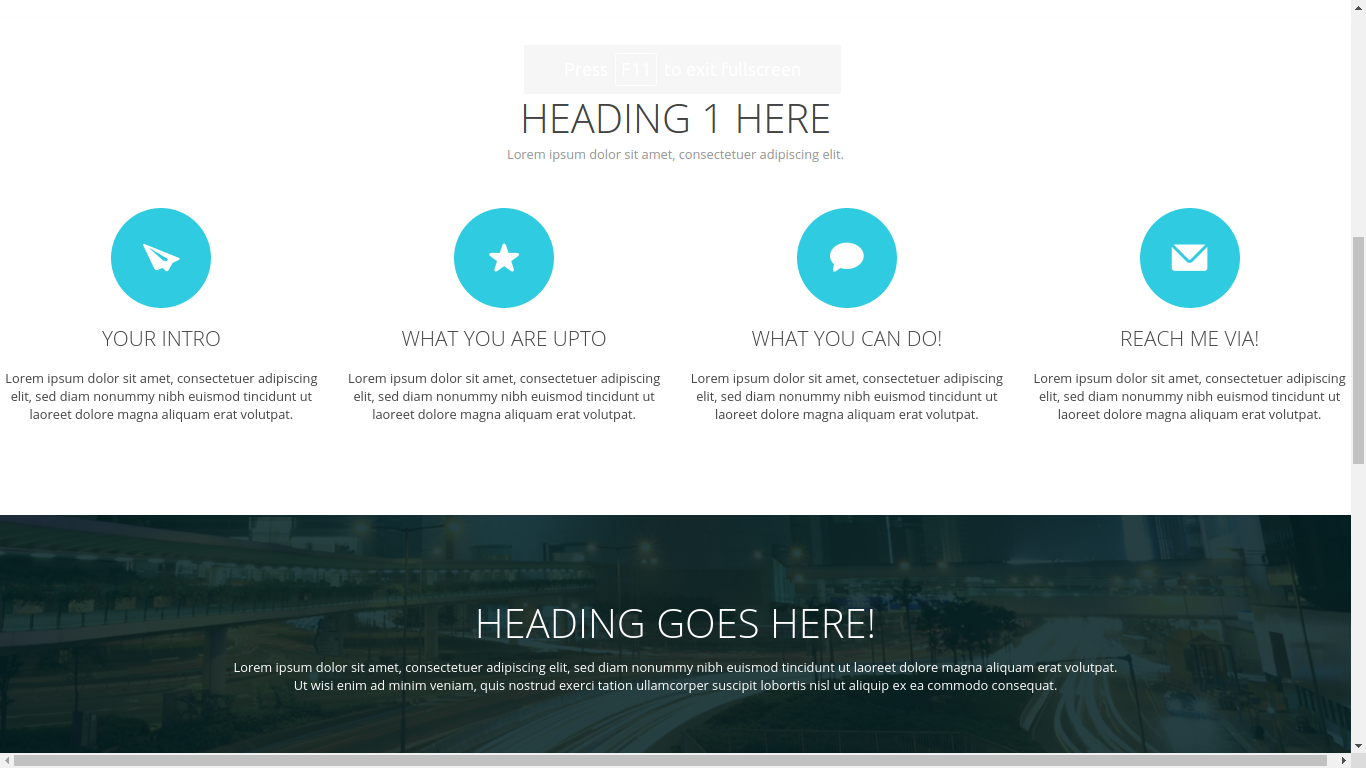 Press F11 to exit fullscreen
HEADING 1 HERE
Lorem ipsum dolor sit amet, consectetuer adipiscing elit.
YOUR INTRO
Lorem ipsum dolor sit amet, consectetuer adipiscing
elit, sed diam nonummy nibh euismod tincidunt ut
laoreet dolore magna aliquam erat volutpat.
WHAT YOU ARE UPTO
Lorem ipsum dolor sit amet, consectetuer adipiscing
elit, sed diam nonummy nibh euismod tincidunt ut
laoreet dolore magna aliquam erat volutpat.
WHAT YOU CAN DO!
Lorem ipsum dolor sit amet, consectetuer adipiscing
elit, sed diam nonummy nibh euismod tincidunt ut
laoreet dolore magna aliquam erat volutpat.
REACH ME VIA!
Lorem ipsum dolor sit amet, consectetuer adipiscing
elit, sed diam nonummy nibh euismod tincidunt ut
laoreet dolore magna aliquam erat volutpat.
HEADING GOES HERE!
Lorem ipsum dolor sit amet, consectetuer adipiscing elit, sed diam nonummy nibh euismod tincidunt ut laoreet dolore magna aliquam erat volutpat.
Ut wisi enim ad minim veniam, quis nostrud exerci tation ullamcorper suscipit lobortis nisl ut aliquip ex ea commodo consequat.